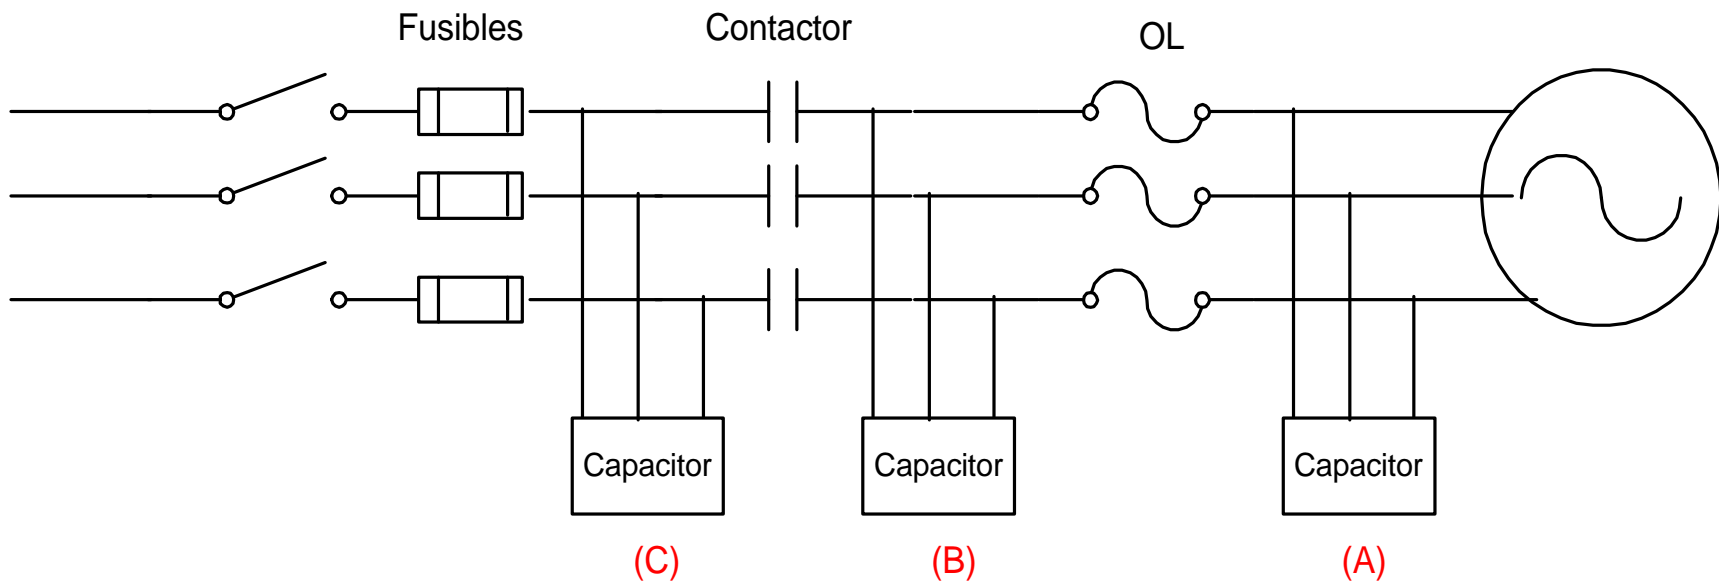 Fusibles
Contactor
OL
Capacitor
Capacitor
Capacitor
(C)
(B)
(A)